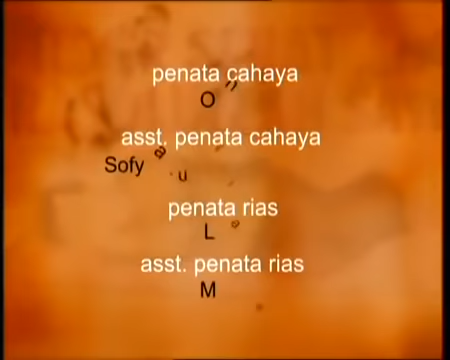 penata cahaya
O
asst. penata cahaya
Sofy
penata rias
L
asst. penata rias
M